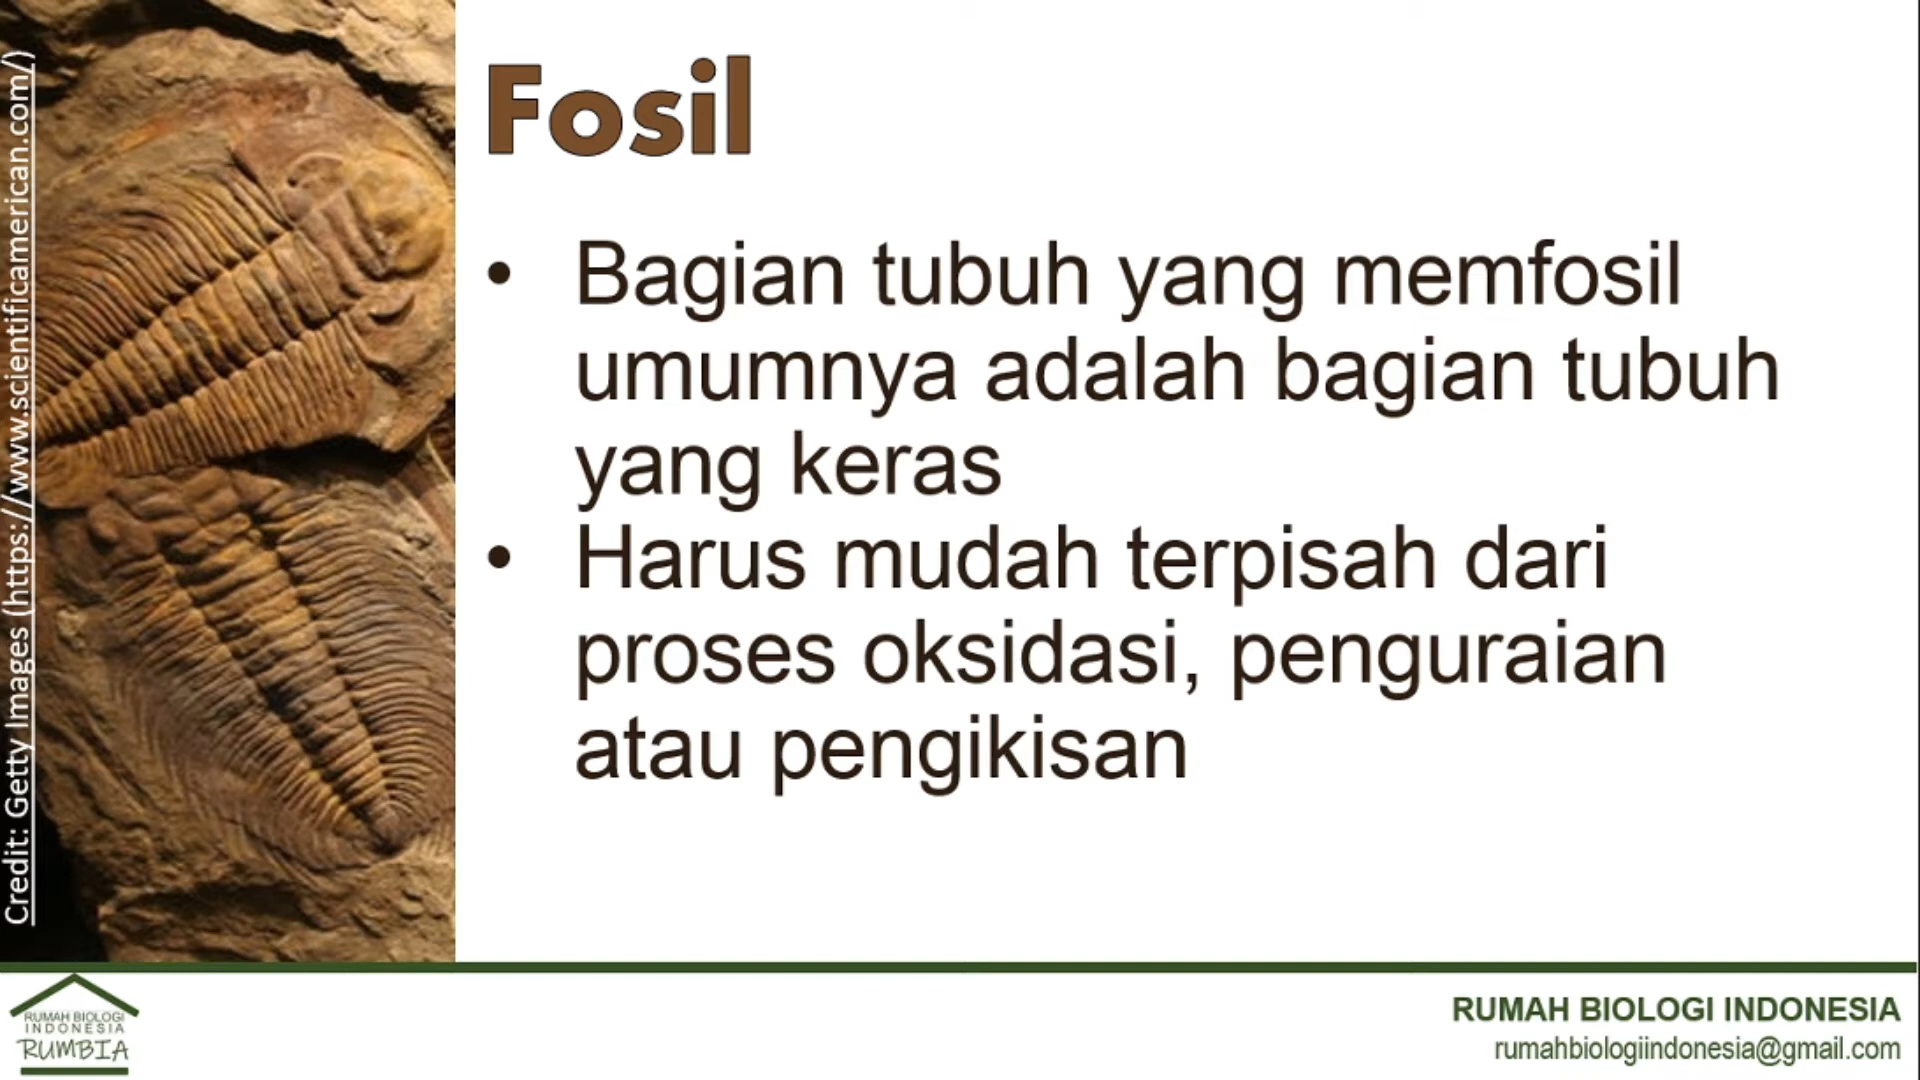 Credit: Getty Images (https://www.scientificamerican.com/)
Fosil
• Bagian tubuh yang memfosil
umumnya adalah bagian tubuh
yang keras
• Harus mudah terpisah dari
proses oksidasi, penguraian
atau pengikisan
RUMAH BIOLOGI
INDONESIA
RUMBIA
RUMAH BIOLOGI INDONESIA
rumahbiologiindonesia@gmail.com